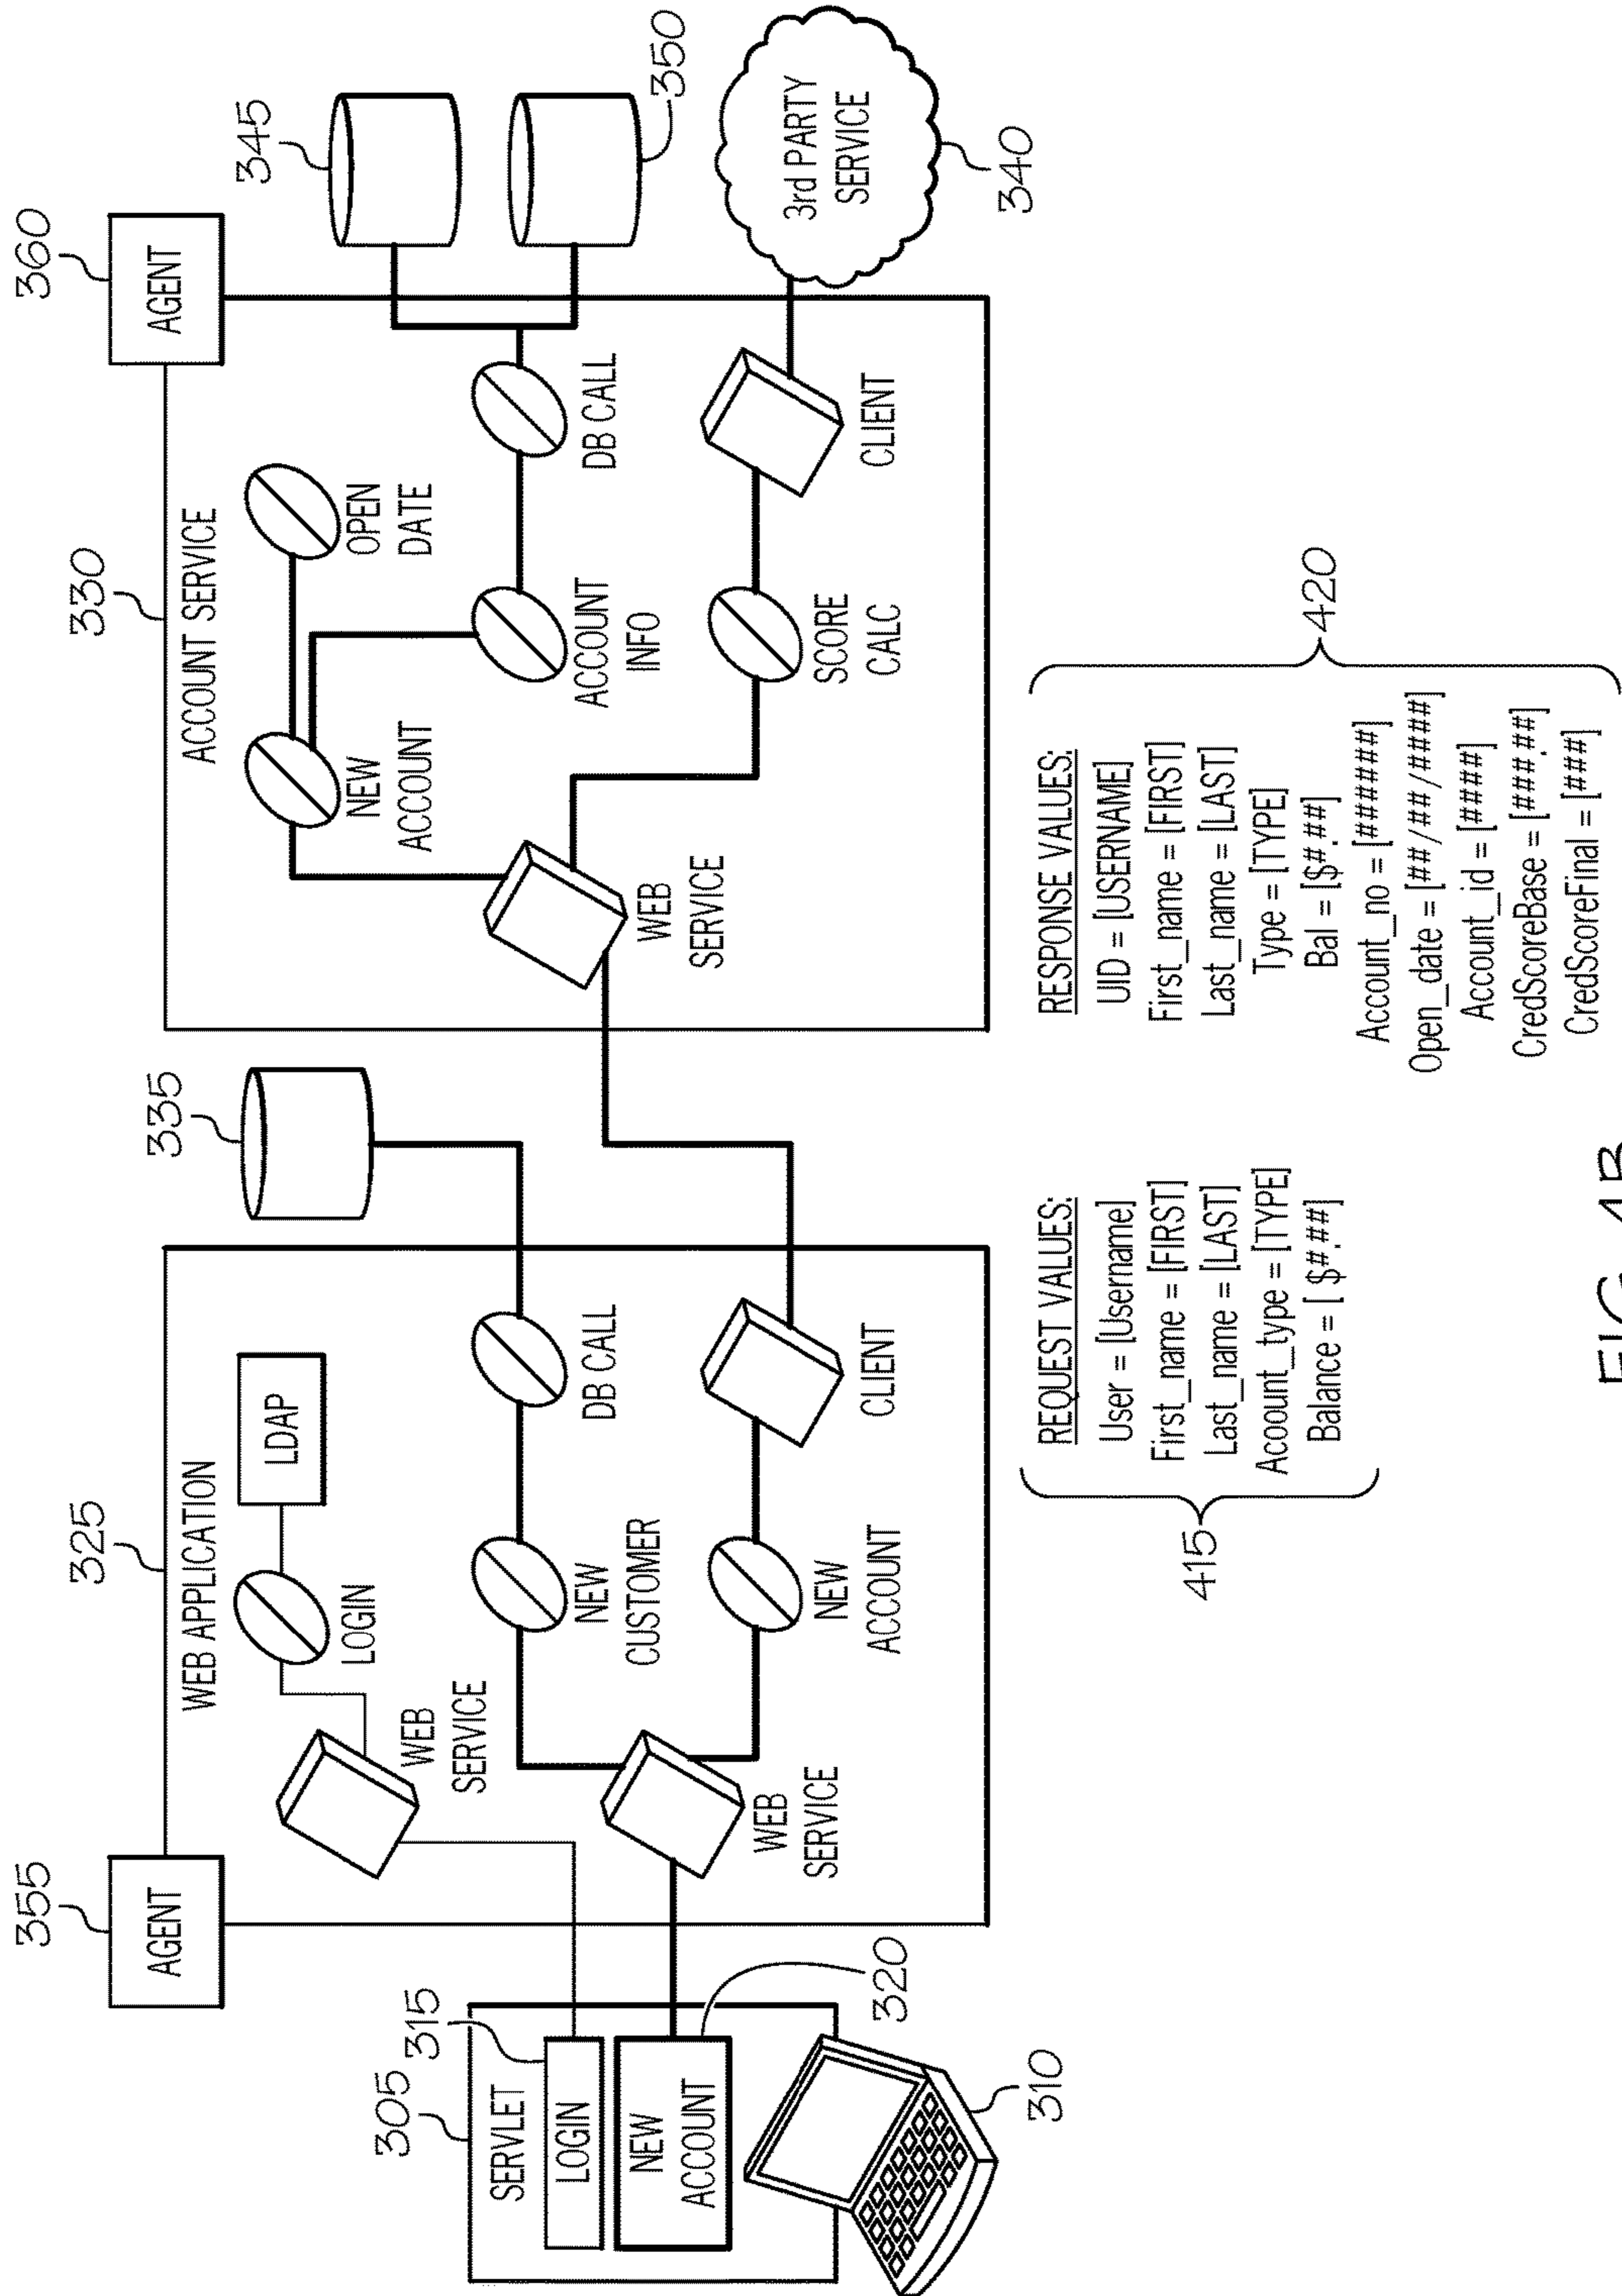 355
AGENT
325
WEB APPLICATION
LDAP
LOGIN
WEB
SERVICE
335
NEW
CUSTOMER
DB CALL
WEB
SERVICE
NEW
ACCOUNT
CLIENT
305
315
SERVLET
LOGIN
NEW
ACCOUNT
320
310
360
AGENT
330
ACCOUNT SERVICE
NEW
ACCOUNT
OPEN
DATE
ACCOUNT
INFO
DB CALL
WEB
SERVICE
SCORE
CALC
CLIENT
345
350
3rd PARTY
SERVICE
340
415
REQUEST VALUES:
User = [Username]
First_name = [FIRST]
Last_name = [LAST]
Acoount_type = [TYPE]
Balance = [ $#.##]
RESPONSE VALUES:
UID = [USERNAME]
First_name = [FIRST]
Last_name = [LAST]
Type = [TYPE]
Bal = [$#.##]
Account_no = [######]
Open_date = [##/##/####]
Account_id = [####]
CredScoreBase = [###.##]
CredScoreFinal = [###]
420
FIG. 4B